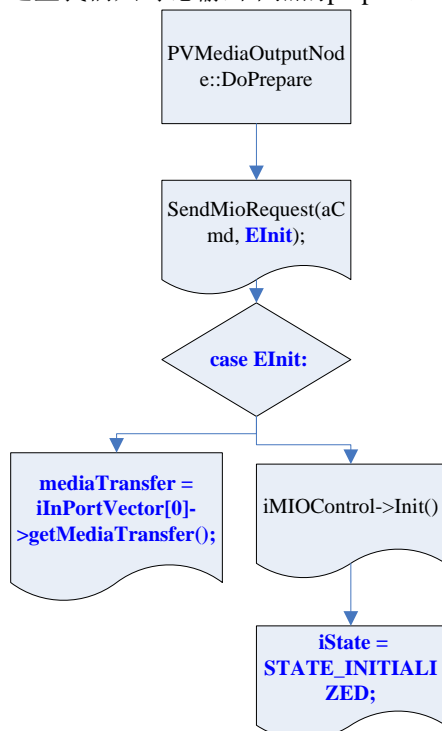 PVMediaOutputNod
e::DoPrepare
SendMioRequest(aC
md, EInit);
case EInit:
mediaTransfer =
iInPortVector[0]-
>getMediaTransfer();
iMIOControl->Init()
iState =
STATE_INITIALI
ZED;